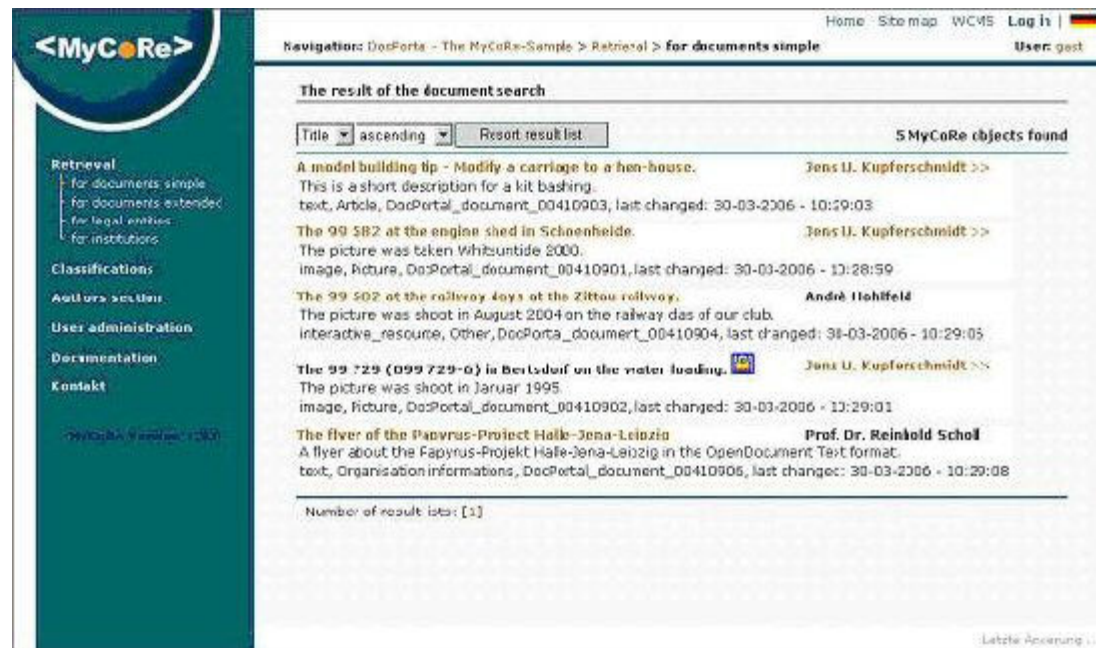 <MyCoRe>
Home Sitemap WCMS Log in |
Navigation: DocPorta - The MyCoRe-Sample > Retrieval > for documents simple
User: gast
The result of the document search
Title ascending Resort result list
5 MyCoRe objects found
Retrieval
for documents simple
for documents extended
for legal entities
for institutions
Classifications
Authors section
User administration
Documentation
Kontakt
A model building tip - Modify a carriage to a hen-house.
Jens U. Kupferschmidt >>
This is a short description for a kit bashing.
text, Article, DocPortal_document_00410903, last changed: 30-03-2006 - 10:29:03
The 99 582 at the engine shed in Schoenheide.
Jens U. Kupferschmidt >>
The picture was taken Whitsuntide 2000.
image, Picture, DocPortal_document_00410901, last changed: 30-03-2006 - 10:28:59
The 99 at the railway days at the Zittau railway.
André Hohlfeld
The picture was shoot in August 2004 on the railway das of our club.
interactive_resource, Other, DocPorta_document_00410904, last changed: 30-03-2006 - 10:29:05
The 99 729 (099 729-6) in Bertsdorf on the water loading.
Jens U. Kupferschmidt >>
The picture was shoot in Januar 1995.
image, Picture, DocPortal_document_00410902, last changed: 30-03-2006 - 10:29:01
The flyer of the Papyrus-Project Halle-Jena-Leipzig
Prof. Dr. Reinhold Scholl
A flyer about the Papyrus-Projekt Halle-Jena-Leipzig in the OpenDocument Text format.
text, Organisation informations, DocPortal_document_00410906, last changed: 30-03-2006 - 10:29:08
Number of result lists: [1]
Letzte Änderung